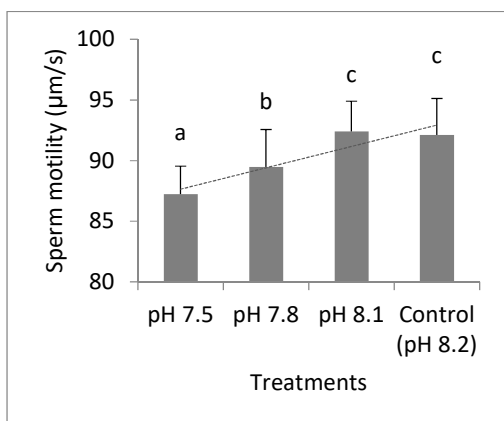 100
95
90
85
80
Sperm motility (µm/s)
a
b
c
c
pH 7.5
pH 7.8
pH 8.1
Control
(pH 8.2)
Treatments